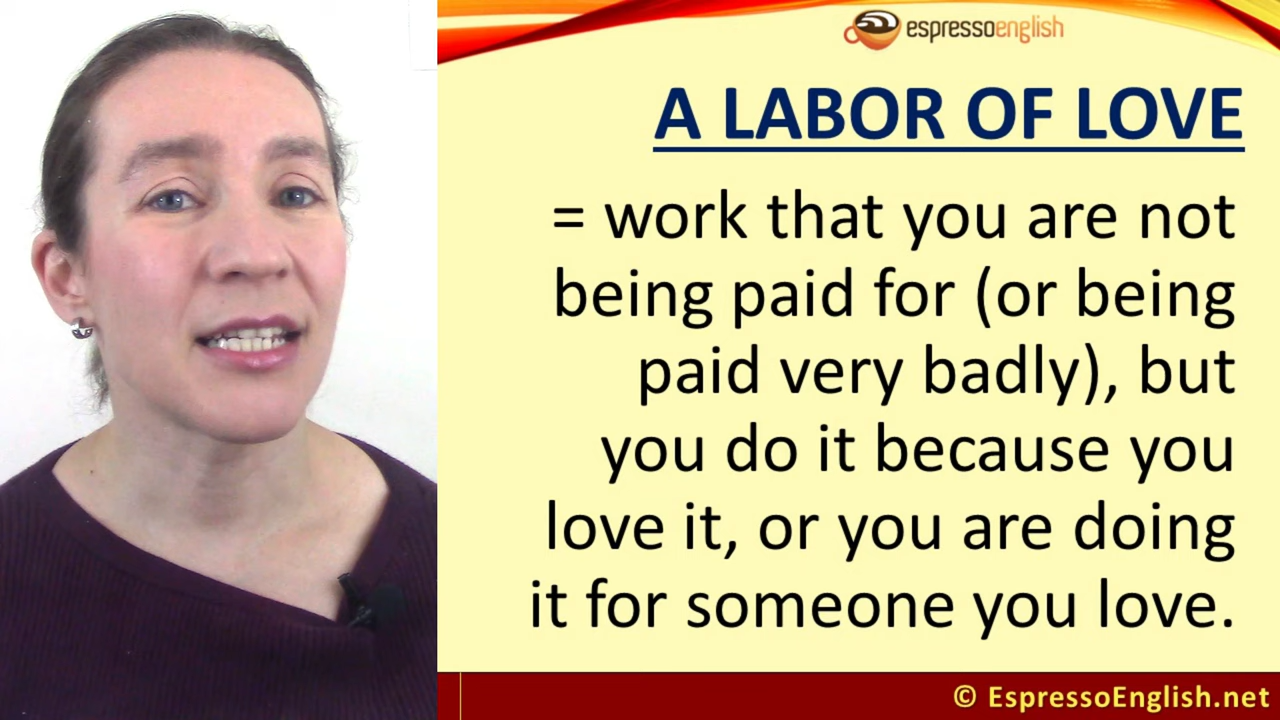 espressoenglish
A LABOR OF LOVE
= work that you are not
being paid for (or being
paid very badly), but
you do it because you
love it, or you are doing
it for someone you love.
© EspressoEnglish.net